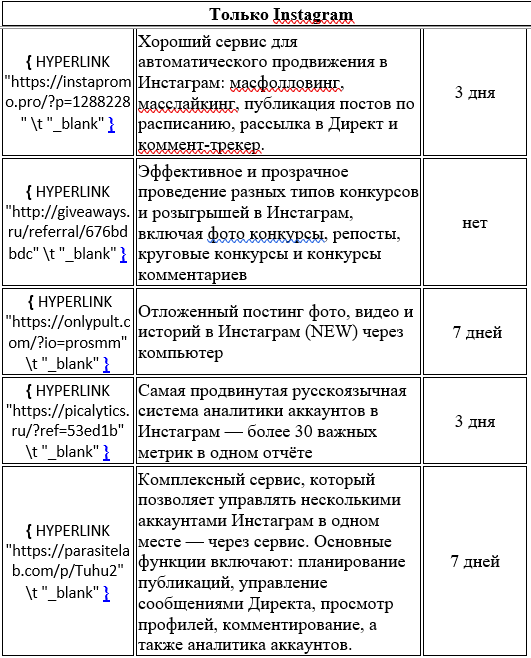 Только Instagram
{ HYPERLINK
"https://instaprom
o.pro/?p=1288228
" \t "_blank" }
Хороший сервис для
автоматического продвижения в
Инстаграм: масфолловинг,
масслайкинг, публикация постов по
расписанию, рассылка в Директ и
коммент-трекер.
3 дня
{ HYPERLINK
"http://giveaways.
ru/referral/676bd
bdc" \t "_blank" }
Эффективное и прозрачное
проведение разных типов конкурсов
и розыгрышей в Инстаграм,
включая фото конкурсы, репосты,
круговые конкурсы и конкурсы
комментариев
нет
{ HYPERLINK
"https://onlypult.c
om/?io=prosmm"
\t "_blank" }
Отложенный постинг фото, видео и
историй в Инстаграм (NEW) через
компьютер
7 дней
{ HYPERLINK
"https://picalytics.
ru/?ref=53ed1b"
\t "_blank" }
Самая продвинутая русскоязычная
система аналитики аккаунтов в
Инстаграм — более 30 важных
метрик в одном отчёте
3 дня
{ HYPERLINK
"https://parasitela
b.com/p/Tuhu2"
\t "_blank" }
Комплексный сервис, который
позволяет управлять несколькими
аккаунтами Инстаграм в одном
месте — через сервис. Основные
функции включают: планирование
публикаций, управление
сообщениями Директа, просмотр
профилей, комментирование, а
также аналитика аккаунтов.
7 дней